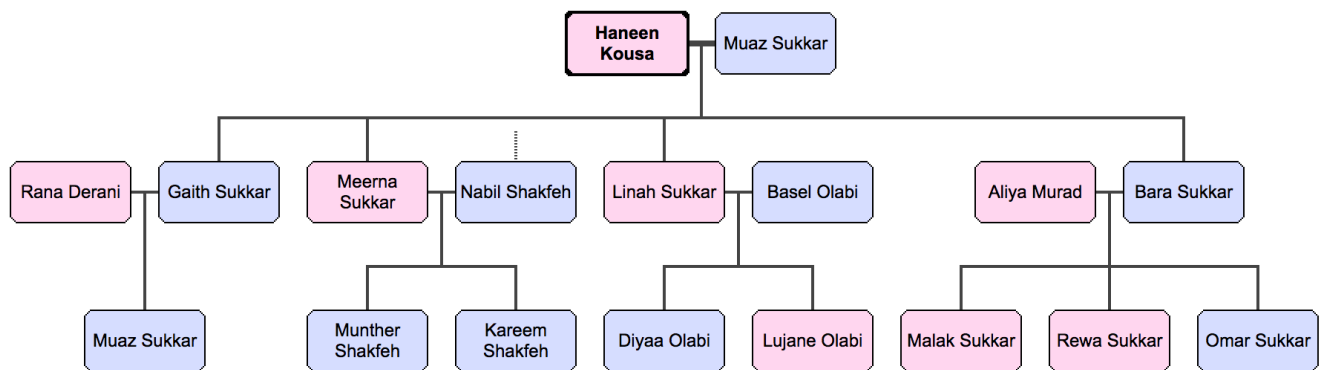 Haneen
Kousa
Muaz Sukkar
Rana Derani
Gaith Sukkar
Meerna
Sukkar
Nabil Shakfeh
Linah Sukkar
Basel Olabi
Aliya Murad
Bara Sukkar
Muaz Sukkar
Munther
Shakfeh
Kareem
Shakfeh
Diyaa Olabi
Lujane Olabi
Malak Sukkar
Rewa Sukkar
Omar Sukkar